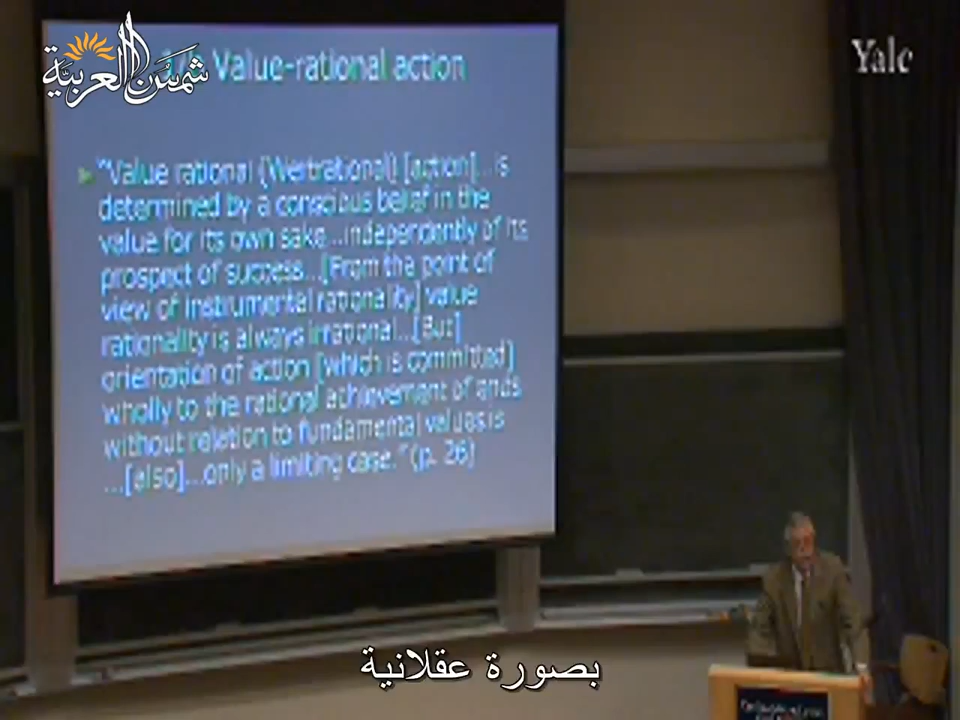 شمس العربية
Value-rational action
Yale
"Value rational (Wertrational) [action]…is
determined by a conscious belief in the
value for its own sake…independently of its
prospect of success…[From the point of
view of instrumental rationality] value
rationality is always irrational…[But]
orientation of action [which is committed]
wholly to the rational achievement of ends
without relation to fundamental values is
…[also]…only a limiting case." (p. 26)
بصورة عقلانية